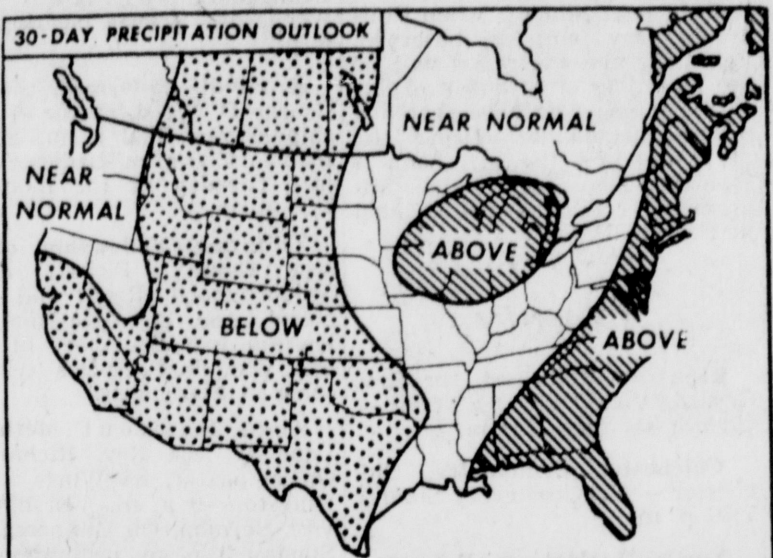 30-DAY PRECIPITATION OUTLOOK
NEAR NORMAL
NEAR
NORMAL
ABOVE
BELOW
ABOVE